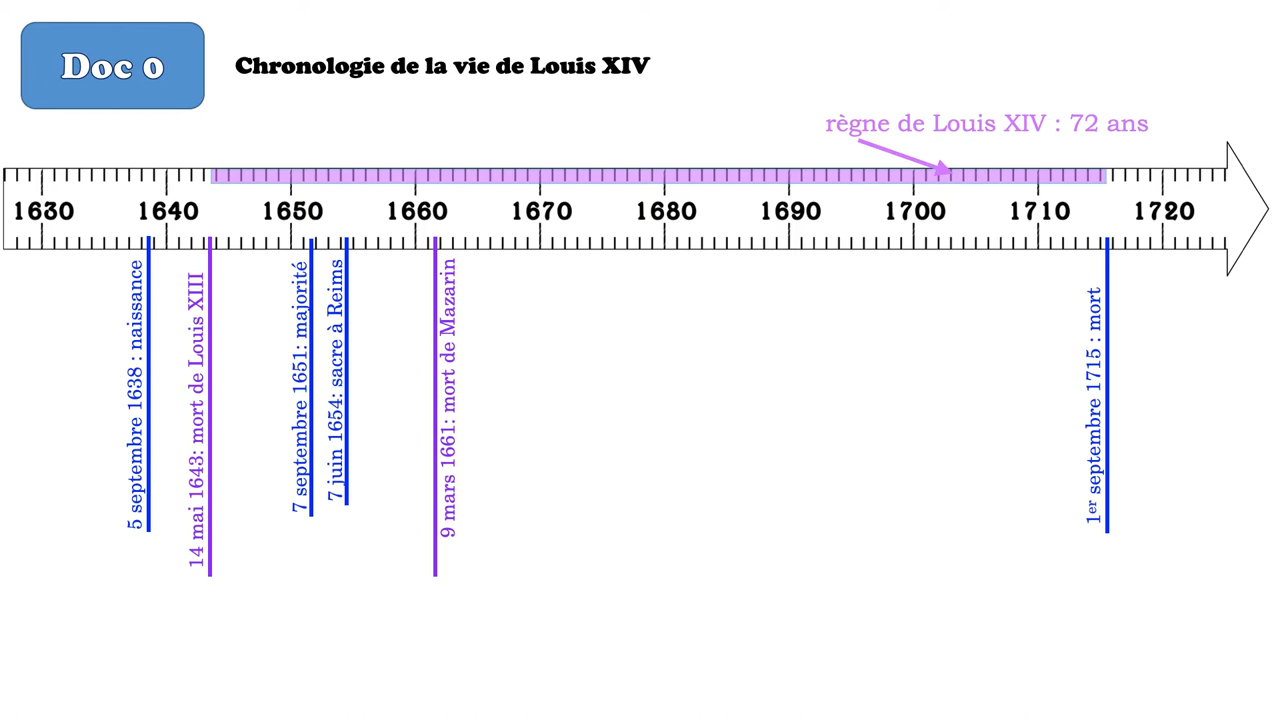 Doc 0
Chronologie de la vie de Louis XIV
règne de Louis XIV : 72 ans
1630 1640 1650 1660 1670 1680 1690 1700 1710 1720
5 septembre 1638 : naissance
14 mai 1643: mort de Louis XIII
7 septembre 1651: majorité
7 juin 1654: sacre à Reims
9 mars 1661: mort de Mazarin
1er septembre 1715 : mort